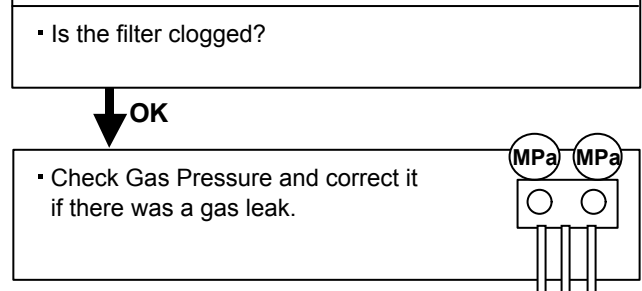 ▪ Is the filter clogged?
OK
MPa MPa
▪ Check Gas Pressure and correct it
if there was a gas leak.